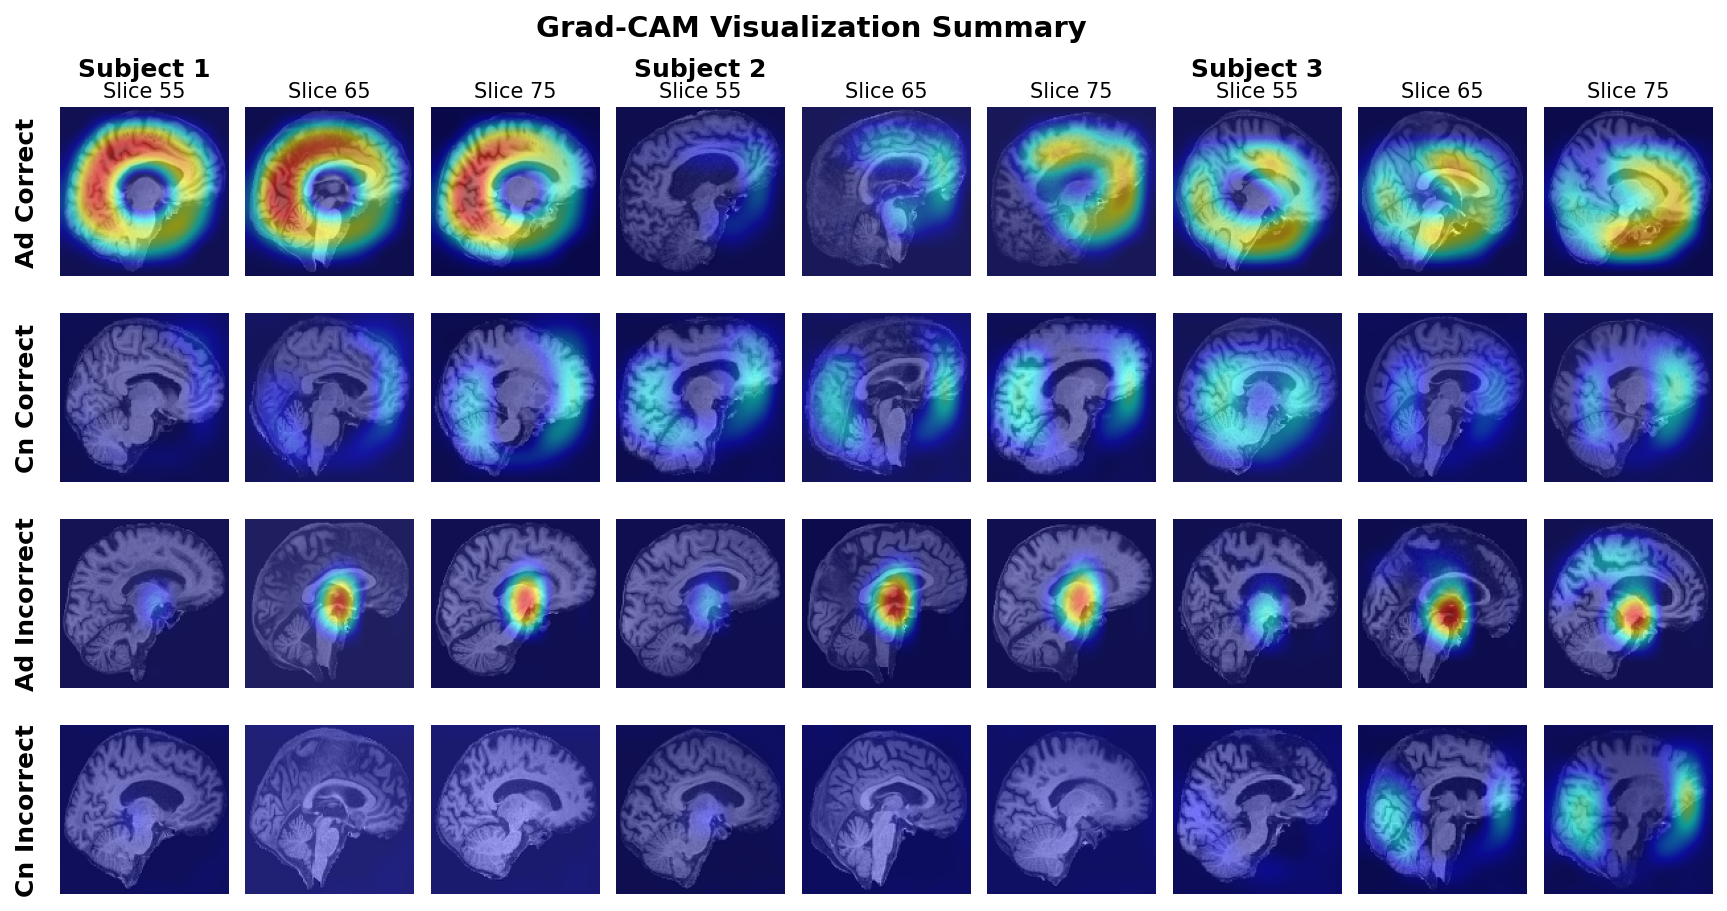 Grad-CAM Visualization Summary
Subject 1
Subject 2
Subject 3
Slice 55
Slice 65
Slice 75
Slice 55
Slice 65
Slice 75
Slice 55
Slice 65
Slice 75
Ad Correct
Cn Correct
Ad Incorrect
Cn Incorrect